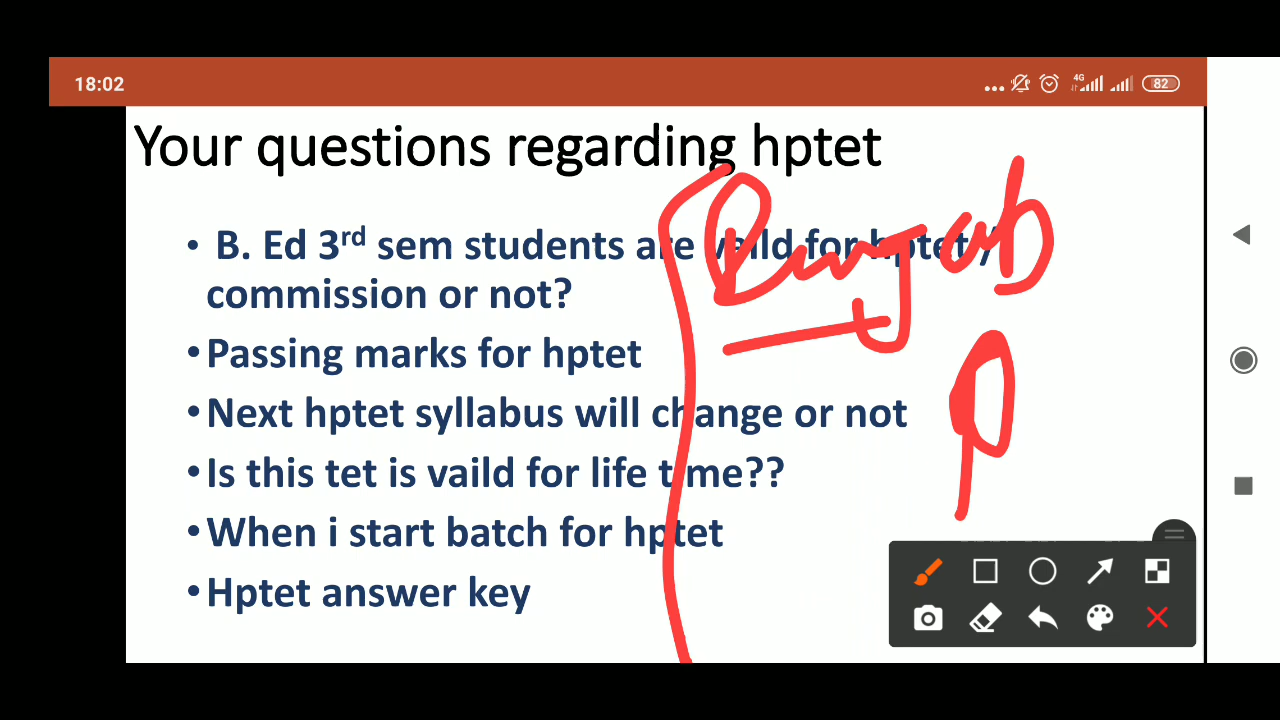 18:02
4G
82
Your questions regarding hptet
• B. Ed 3rd sem students are vaild for hptet /
commission or not?
• Passing marks for hptet
• Next hptet syllabus will change or not
• Is this tet is vaild for life time??
• When i start batch for hptet
• Hptet answer key
Punjab
P